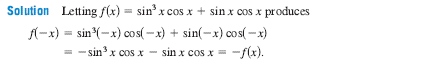 Solution Letting f(x) = sin³ x cos x + sin x cos x produces
f(−x) = sin³(−x) cos(−x) + sin(−x) cos(−x)
= −sin³ x cos x − sin x cos x = −f(x).